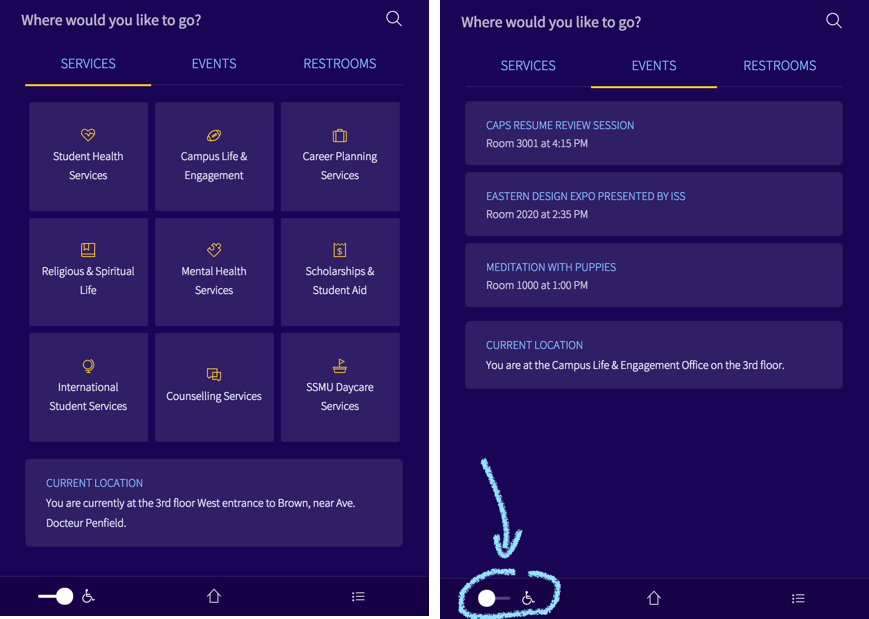 Where would you like to go?
SERVICES
EVENTS
RESTROOMS
Student Health
Services
Campus Life &
Engagement
Career Planning
Services
Religious & Spiritual
Life
Mental Health
Services
Scholarships &
Student Aid
International
Student Services
Counselling Services
SSMU Daycare
Services
CURRENT LOCATION
You are currently at the 3rd floor West entrance to Brown, near Ave.
Docteur Penfield.
Where would you like to go?
SERVICES
EVENTS
RESTROOMS
CAPS RESUME REVIEW SESSION
Room 3001 at 4:15 PM
EASTERN DESIGN EXPO PRESENTED BY ISS
Room 2020 at 2:35 PM
MEDITATION WITH PUPPIES
Room 1000 at 1:00 PM
CURRENT LOCATION
You are at the Campus Life & Engagement Office on the 3rd floor.